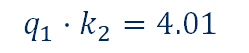 q₁ · k₂ = 4.01